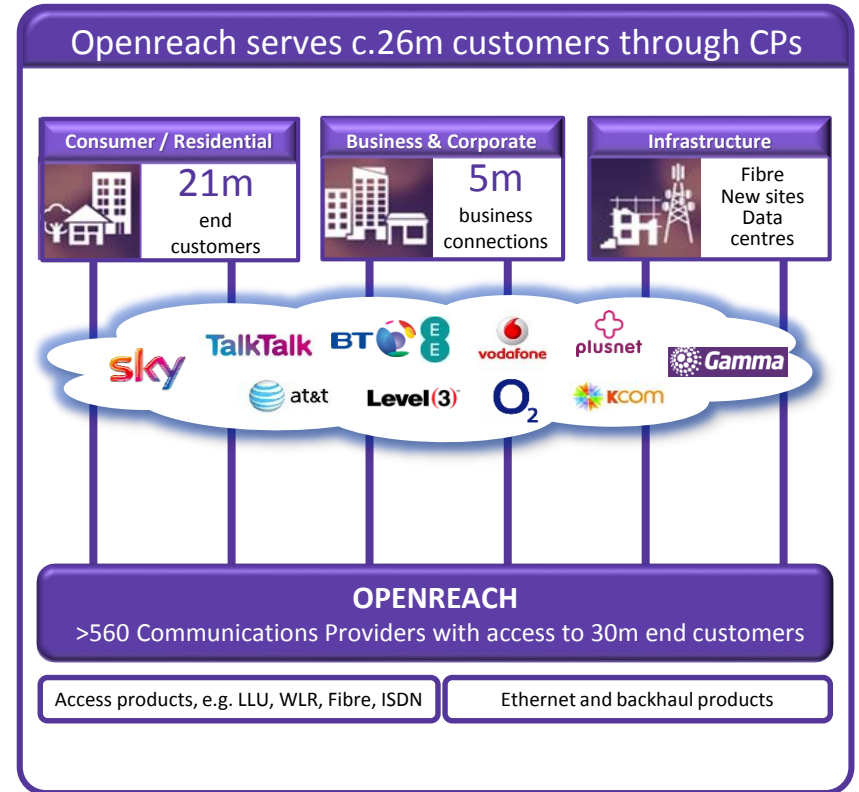 Openreach serves c.26m customers through CPs
Consumer / Residential
21m
end
customers
Business & Corporate
5m
business
connections
Infrastructure
Fibre
New sites
Data
centres
sky
TalkTalk
BT
EE
vodafone
plusnet
Gamma
at&t
Level(3)
O2
KCOM
OPENREACH
>560 Communications Providers with access to 30m end customers
Access products, e.g. LLU, WLR, Fibre, ISDN
Ethernet and backhaul products